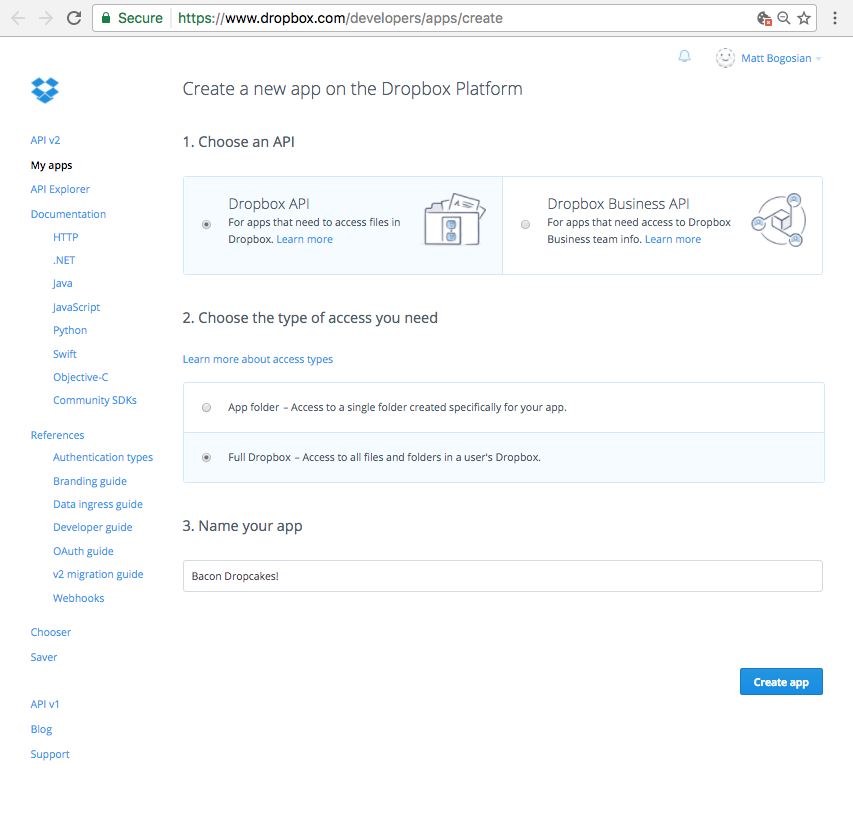 Secure https://www.dropbox.com/developers/apps/create
Matt Bogosian
Create a new app on the Dropbox Platform
API v2
My apps
API Explorer
Documentation
HTTP
.NET
Java
JavaScript
Python
Swift
Objective-C
Community SDKs
References
Authentication types
Branding guide
Data ingress guide
Developer guide
OAuth guide
v2 migration guide
Webhooks
Chooser
Saver
API v1
Blog
Support
1. Choose an API
Dropbox API
For apps that need to access files in
Dropbox. Learn more
Dropbox Business API
For apps that need access to Dropbox
Business team info. Learn more
2. Choose the type of access you need
Learn more about access types
App folder – Access to a single folder created specifically for your app.
Full Dropbox – Access to all files and folders in a user's Dropbox.
3. Name your app
Bacon Dropcakes!
Create app